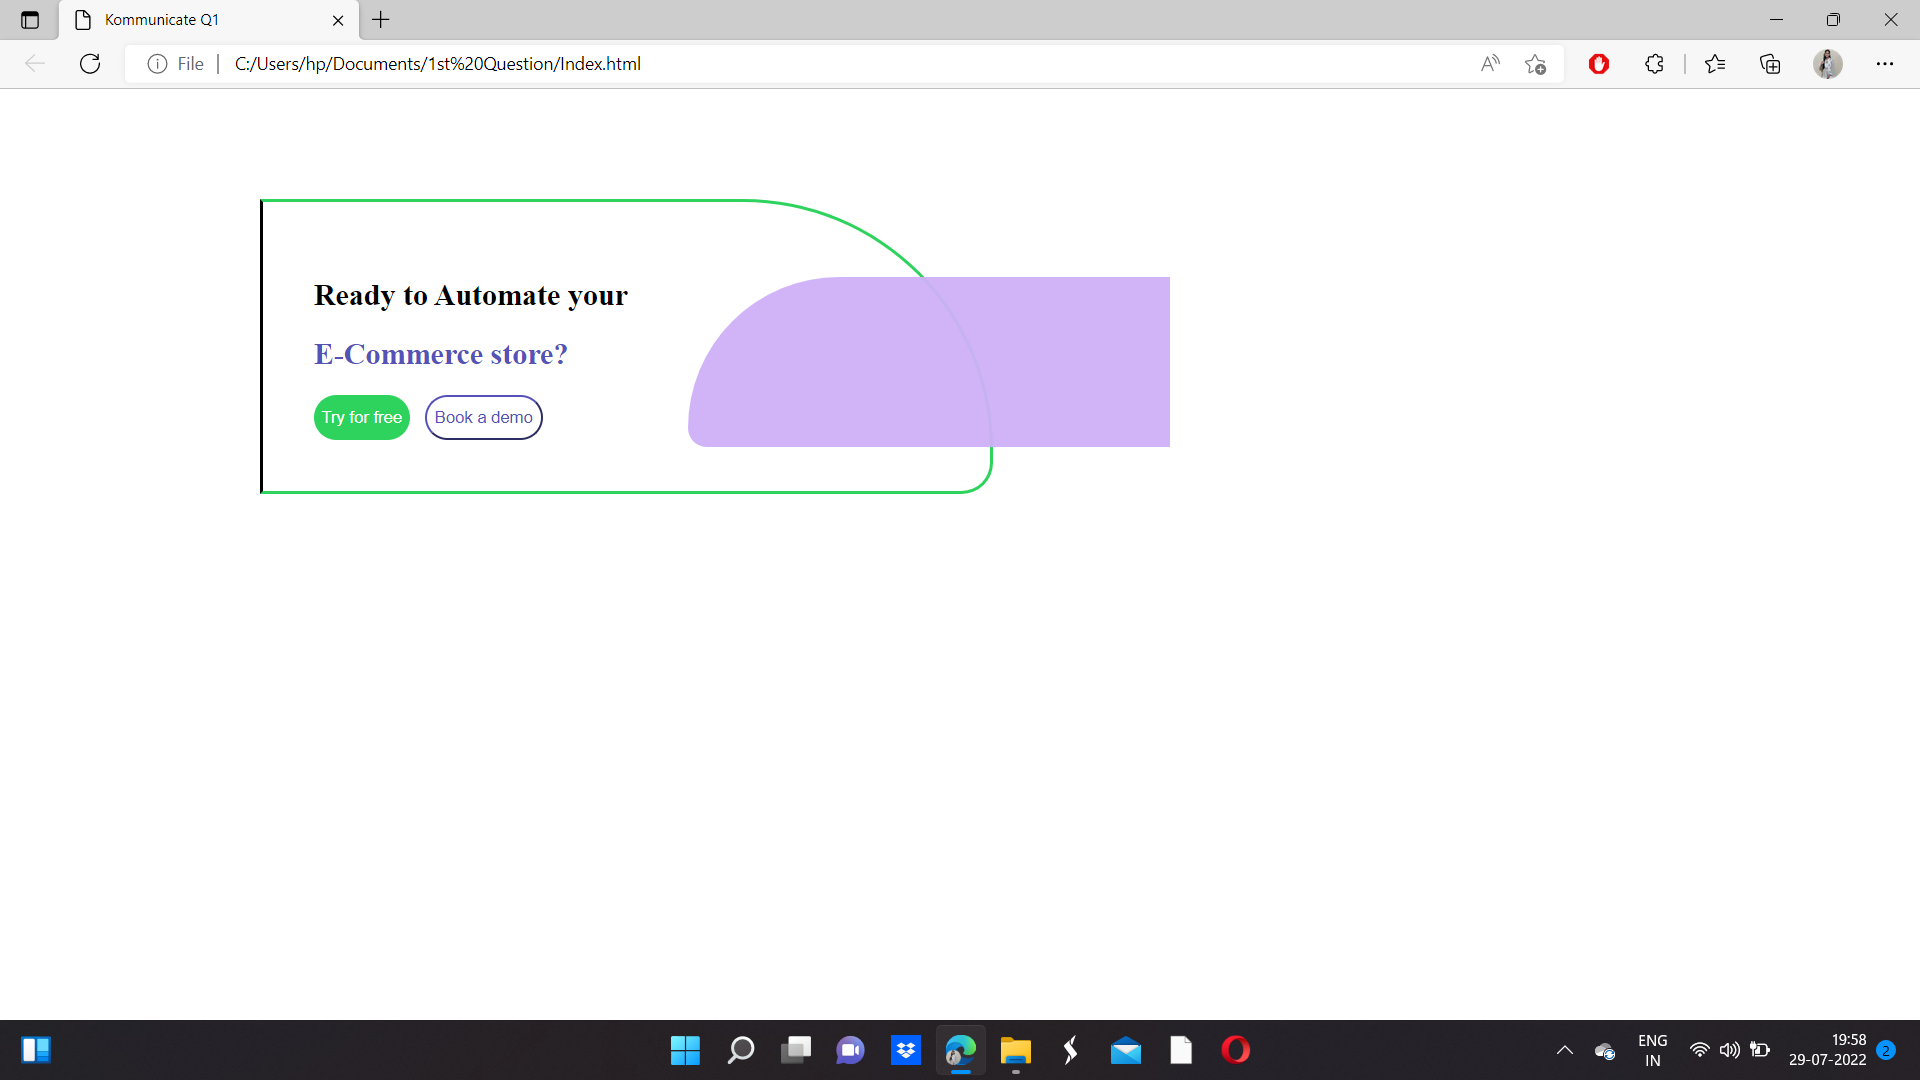 Kommunicate Q1
File
C:/Users/hp/Documents/1st%20Question/Index.html
Ready to Automate your
E-Commerce store?
Try for free
Book a demo
ENG
IN
19:58
29-07-2022
2